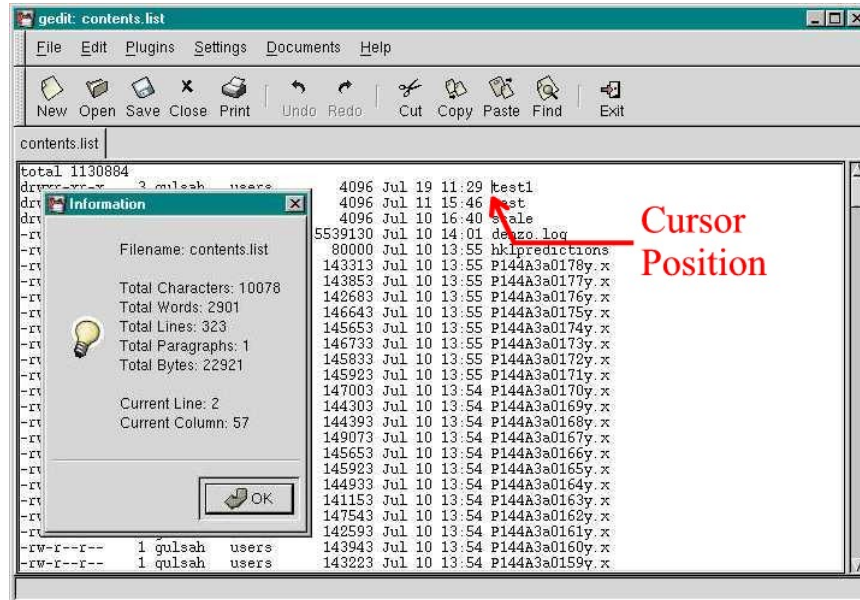 gedit: contents.list
File Edit Plugins Settings Documents Help
New Open Save Close Print Undo Redo Cut Copy Paste Find Exit
contents.list
total 1130884
drwxr-xr-x 3 gulsah users 4096 Jul 19 11:29 test1
4096 Jul 11 15:46 test
4096 Jul 10 16:40 scale
5539130 Jul 10 14:01 denzo.log
80000 Jul 10 13:55 hklpredictions
143313 Jul 10 13:55 P144A3a0178y.x
143853 Jul 10 13:55 P144A3a0177y.x
142683 Jul 10 13:55 P144A3a0176y.x
146643 Jul 10 13:55 P144A3a0175y.x
145653 Jul 10 13:55 P144A3a0174y.x
146733 Jul 10 13:55 P144A3a0173y.x
145833 Jul 10 13:55 P144A3a0172y.x
145923 Jul 10 13:55 P144A3a0171y.x
147003 Jul 10 13:54 P144A3a0170y.x
144303 Jul 10 13:54 P144A3a0169y.x
144393 Jul 10 13:54 P144A3a0168y.x
149073 Jul 10 13:54 P144A3a0167y.x
145653 Jul 10 13:54 P144A3a0166y.x
145923 Jul 10 13:54 P144A3a0165y.x
144933 Jul 10 13:54 P144A3a0164y.x
141153 Jul 10 13:54 P144A3a0163y.x
147543 Jul 10 13:54 P144A3a0162y.x
142593 Jul 10 13:54 P144A3a0161y.x
-rw-r--r-- 1 gulsah users 143943 Jul 10 13:54 P144A3a0160y.x
-rw-r--r-- 1 gulsah users 143223 Jul 10 13:54 P144A3a0159y.x
Information
Filename: contents.list
Total Characters: 10078
Total Words: 2901
Total Lines: 323
Total Paragraphs: 1
Total Bytes: 22921
Current Line: 2
Current Column: 57
OK
Cursor
Position